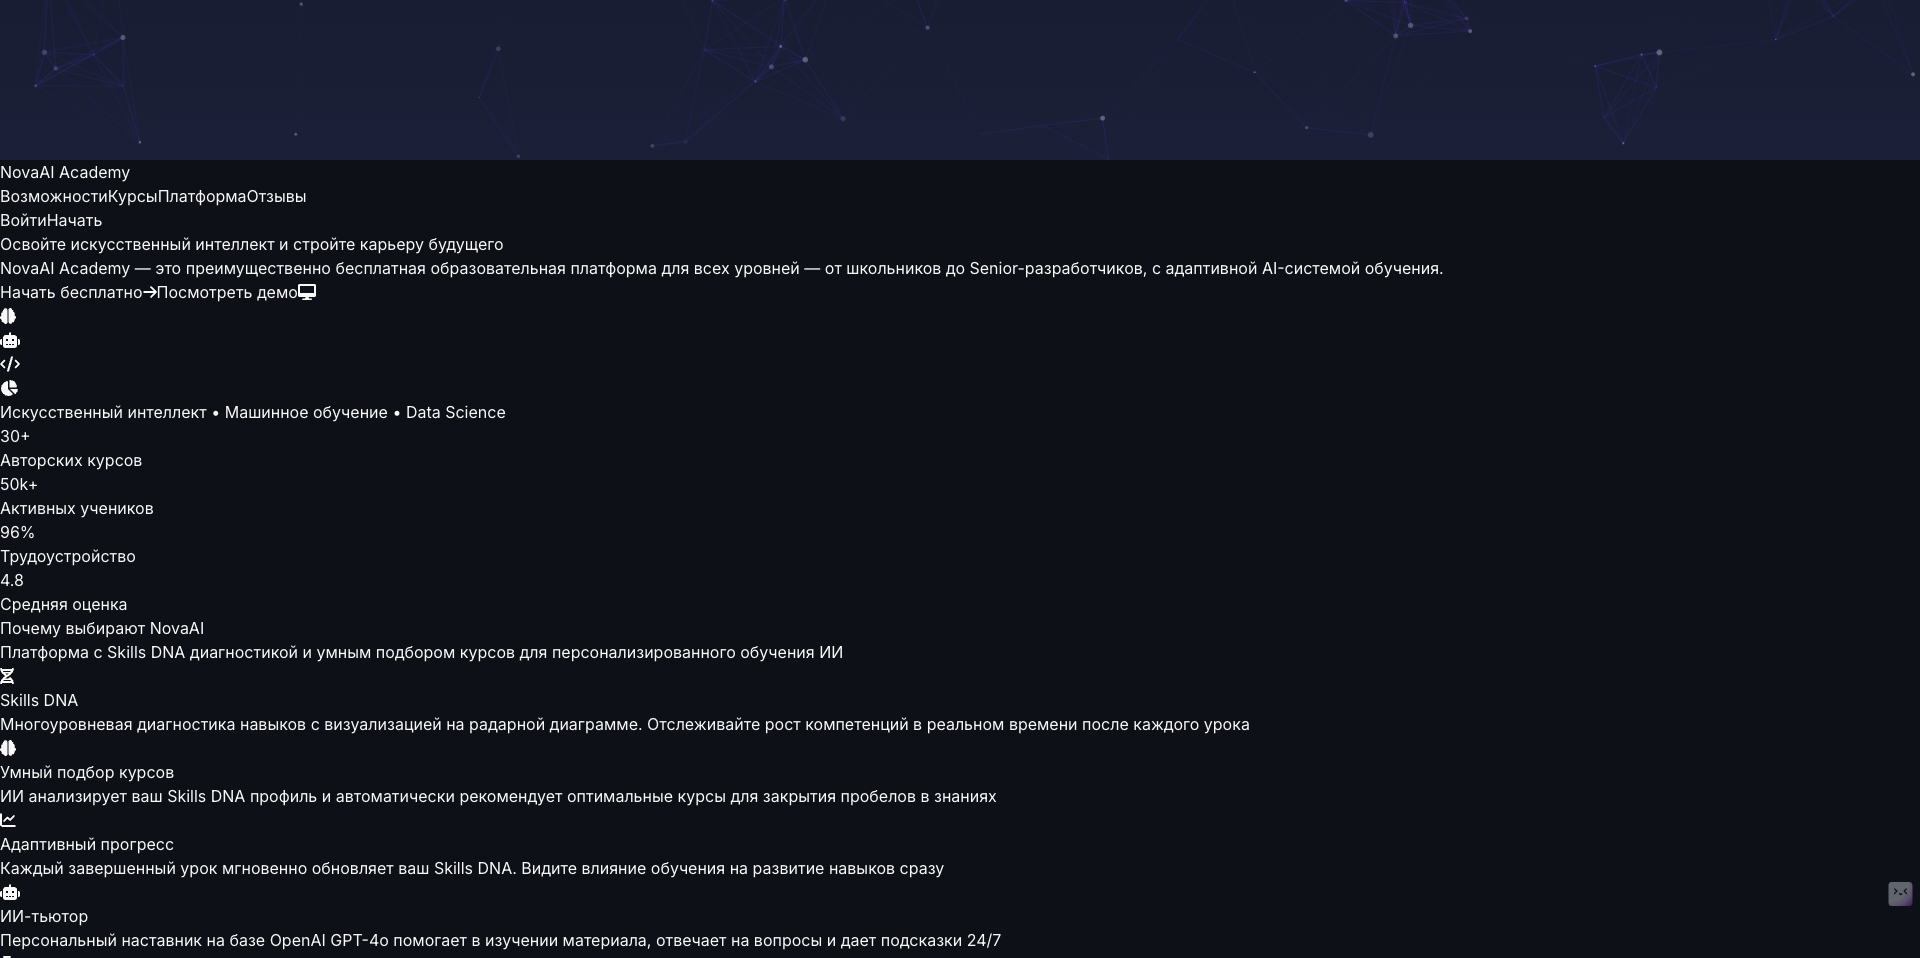 NovaAI Academy
ВозможностиКурсыПлатформаОтзывы
ВойтиНачать
Освойте искусственный интеллект и стройте карьеру будущего
NovaAI Academy — это преимущественно бесплатная образовательная платформа для всех уровней — от школьников до Senior-разработчиков, с адаптивной AI-системой обучения.
Начать бесплатно Посмотреть демо
Искусственный интеллект • Машинное обучение • Data Science
30+
Авторских курсов
50k+
Активных учеников
96%
Трудоустройство
4.8
Средняя оценка
Почему выбирают NovaAI
Платформа с Skills DNA диагностикой и умным подбором курсов для персонализированного обучения ИИ
Skills DNA
Многоуровневая диагностика навыков с визуализацией на радарной диаграмме. Отслеживайте рост компетенций в реальном времени после каждого урока
Умный подбор курсов
ИИ анализирует ваш Skills DNA профиль и автоматически рекомендует оптимальные курсы для закрытия пробелов в знаниях
Адаптивный прогресс
Каждый завершенный урок мгновенно обновляет ваш Skills DNA. Видите влияние обучения на развитие навыков сразу
ИИ-тьютор
Персональный наставник на базе OpenAI GPT-4o помогает в изучении материала, отвечает на вопросы и дает подсказки 24/7